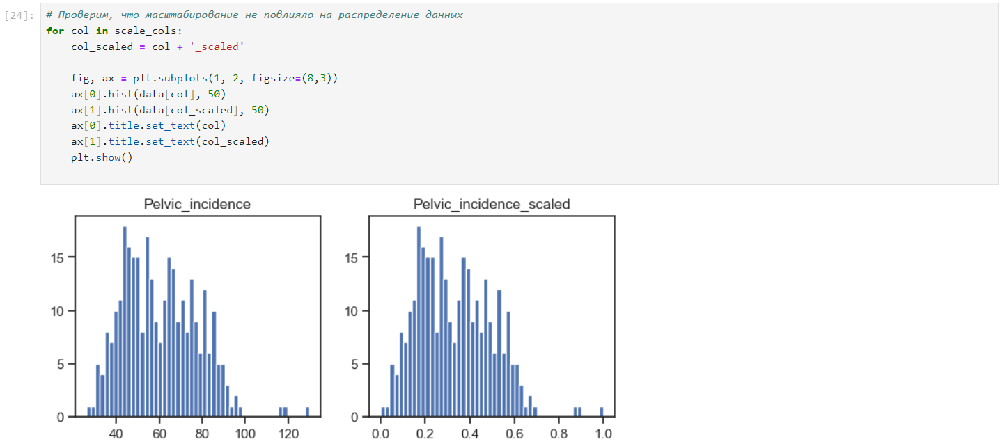 [24]: # Проверим, что масштабирование не повлияло на распределение данных
for col in scale_cols:
    col_scaled = col + '_scaled'
    fig, ax = plt.subplots(1, 2, figsize=(8,3))
    ax[0].hist(data[col], 50)
    ax[1].hist(data[col_scaled], 50)
    ax[0].title.set_text(col)
    ax[1].title.set_text(col_scaled)
    plt.show()
Pelvic_incidence
15
10
5
0
40 60 80 100 120
Pelvic_incidence_scaled
15
10
5
0
0.0 0.2 0.4 0.6 0.8 1.0